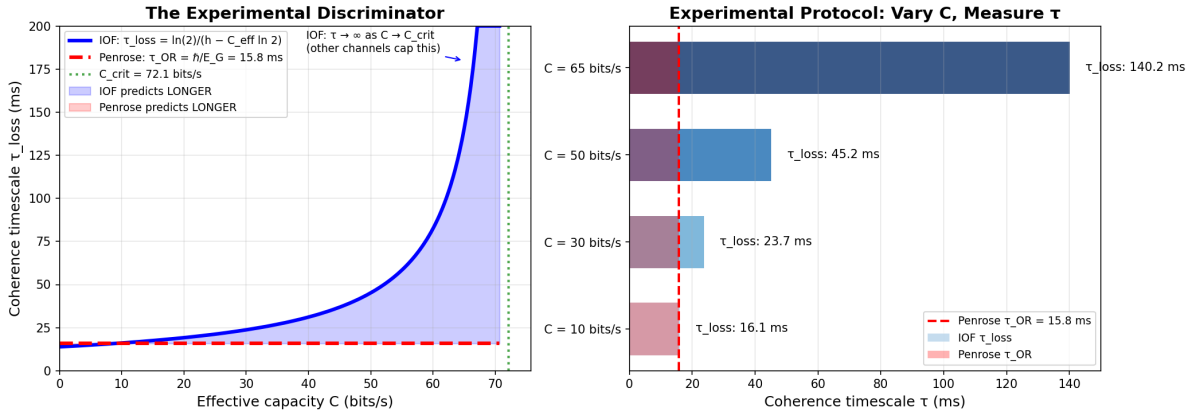 The Experimental Discriminator
IOF: τ_loss = ln(2)/(h − C_eff ln 2)
Penrose: τ_OR = ℏ/E_G = 15.8 ms
C_crit = 72.1 bits/s
IOF predicts LONGER
Penrose predicts LONGER
IOF: τ → ∞ as C → C_crit
(other channels cap this)
Coherence timescale τ_loss (ms)
200
175
150
125
100
75
50
25
0
0 10 20 30 40 50 60 70
Effective capacity C (bits/s)
Experimental Protocol: Vary C, Measure τ
C = 65 bits/s
τ_loss: 140.2 ms
C = 50 bits/s
τ_loss: 45.2 ms
C = 30 bits/s
τ_loss: 23.7 ms
C = 10 bits/s
τ_loss: 16.1 ms
Penrose τ_OR = 15.8 ms
IOF τ_loss
Penrose τ_OR
0 20 40 60 80 100 120 140
Coherence timescale τ (ms)